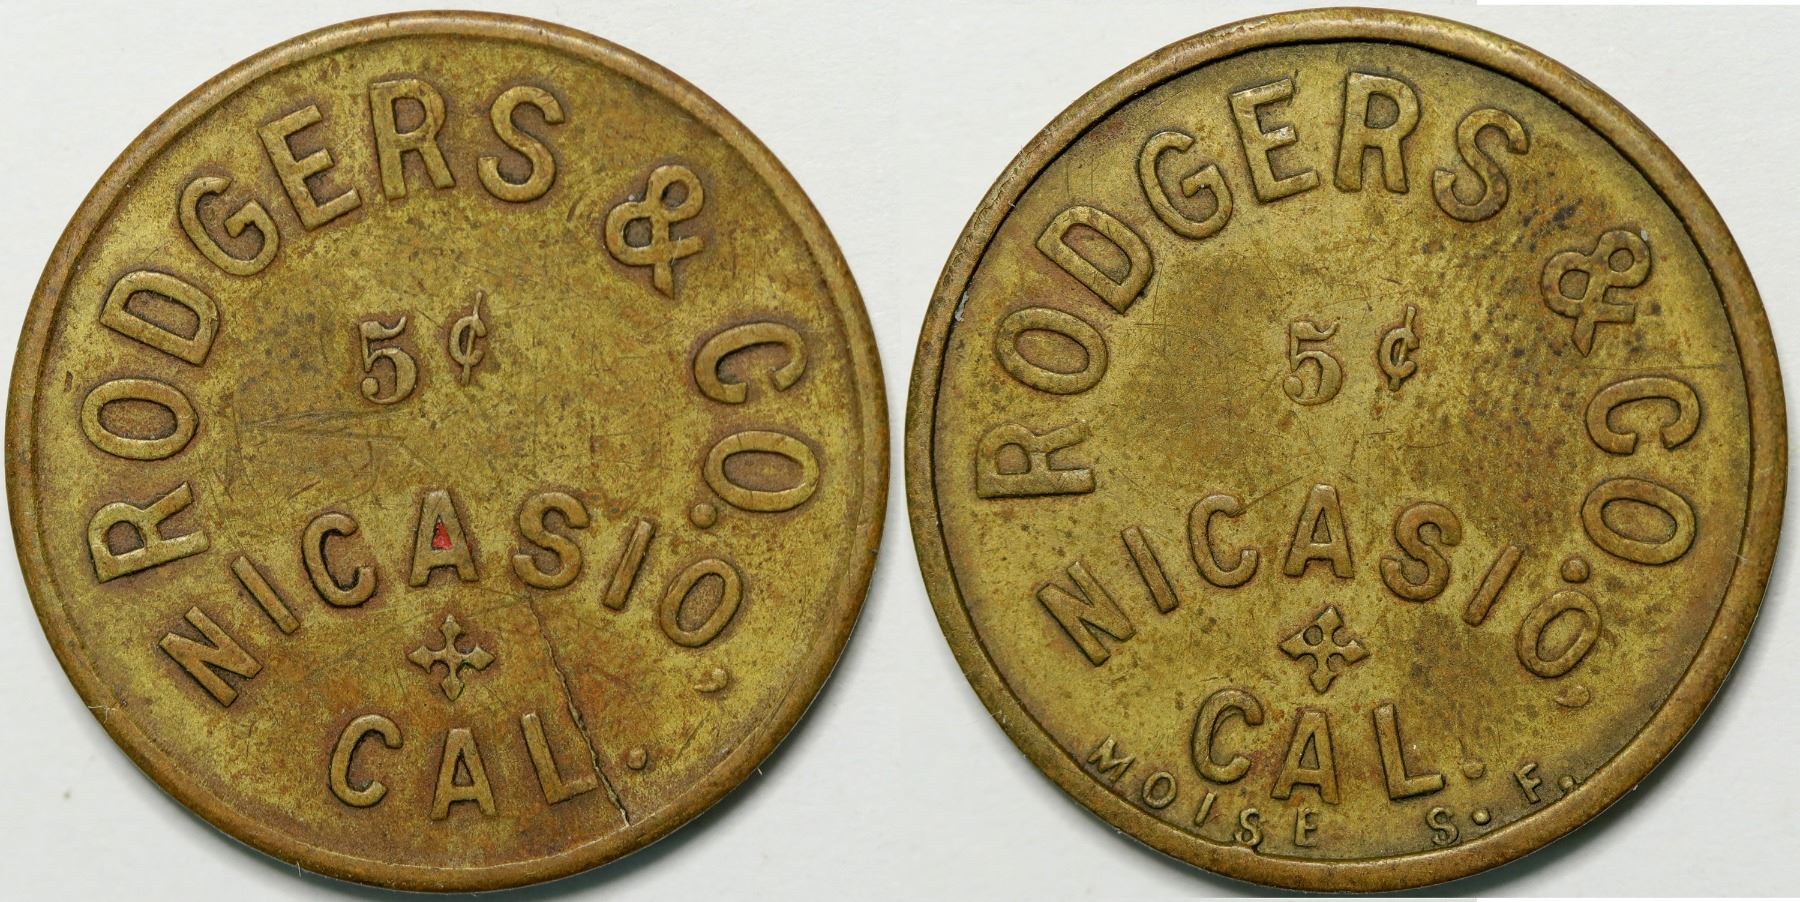 RODGERS & CO.
5¢
NICASIO,
CAL.
RODGERS & CO.
5¢
NICASIO,
CAL.
MOISE S.F.